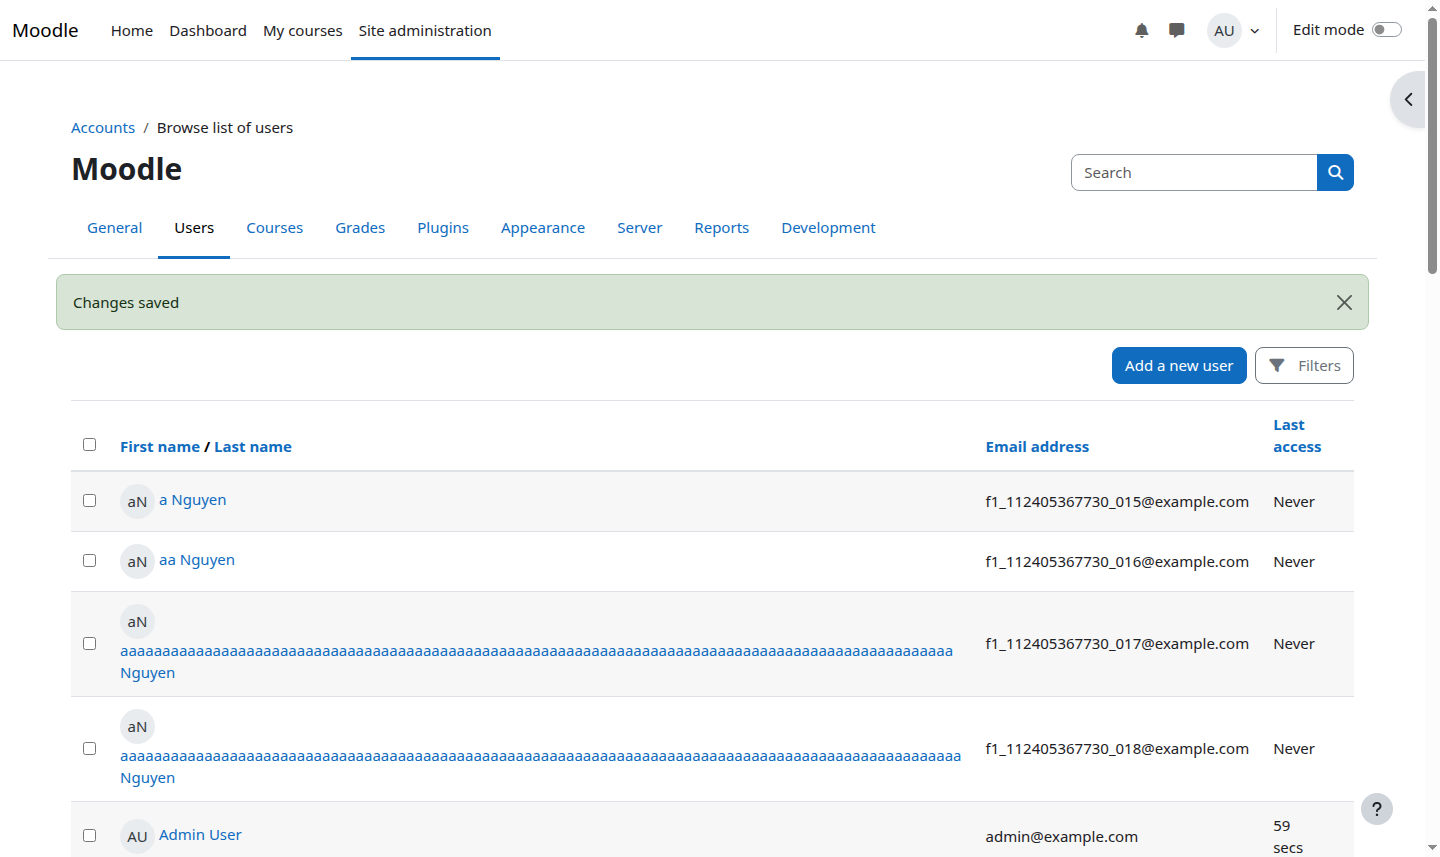 Moodle Home Dashboard My courses Site administration AU Edit mode
Accounts / Browse list of users
Moodle
Search
General Users Courses Grades Plugins Appearance Server Reports Development
Changes saved
Add a new user Filters
First name / Last name Email address Last access
aN a Nguyen f1_112405367730_015@example.com Never
aN aa Nguyen f1_112405367730_016@example.com Never
aN
Nguyen f1_112405367730_017@example.com Never
aN
Nguyen f1_112405367730_018@example.com Never
AU Admin User admin@example.com 59 secs
?